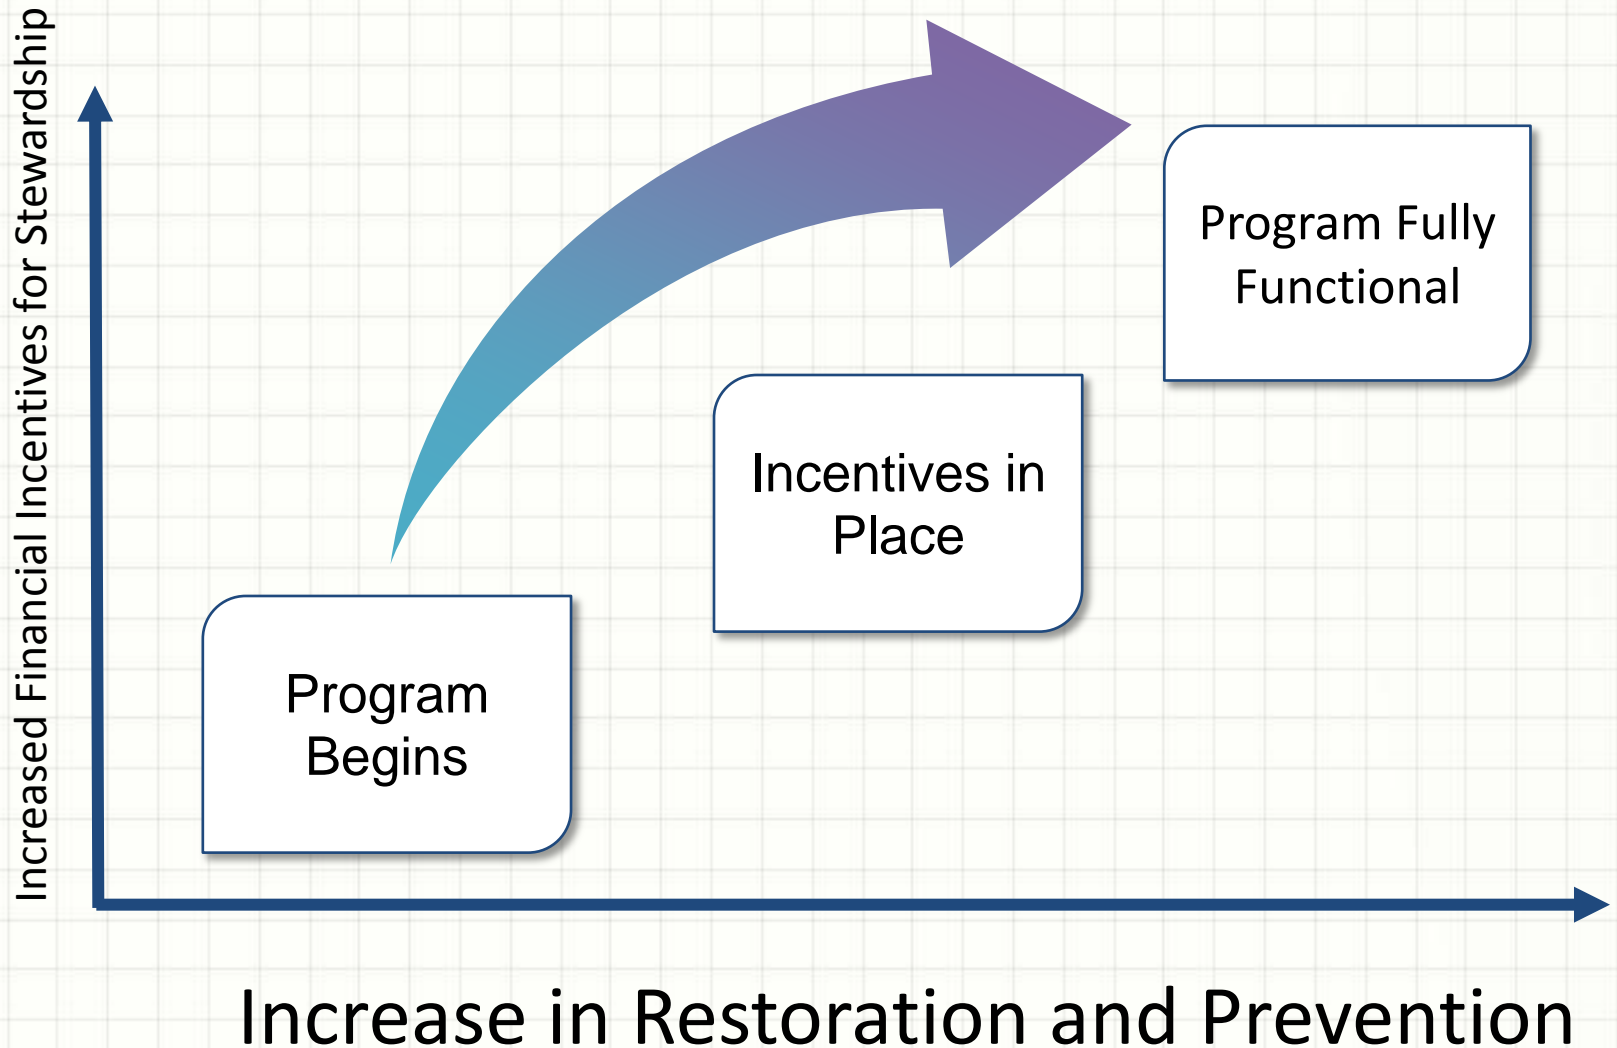 Increased Financial Incentives for Stewardship
Program Fully
Functional
Incentives in
Place
Program
Begins
Increase in Restoration and Prevention